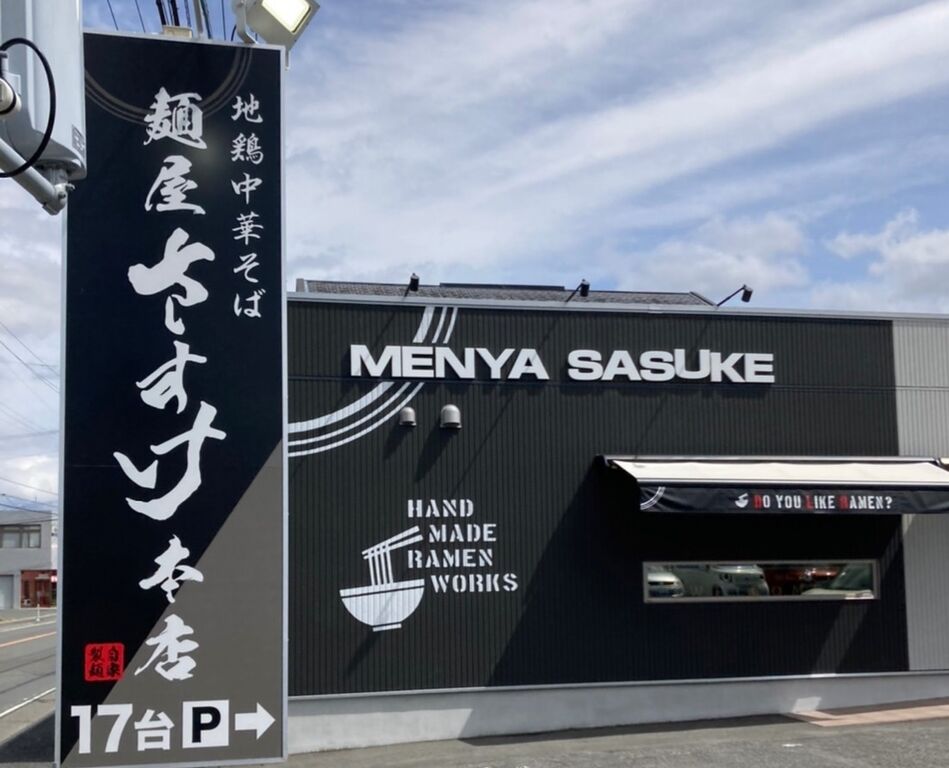 地鶏中華そば
麺屋さすけ本店
自家
製麺
17台 P →
MENYA SASUKE
HAND
MADE
RAMEN
WORKS
DO YOU LIKE RAMEN?